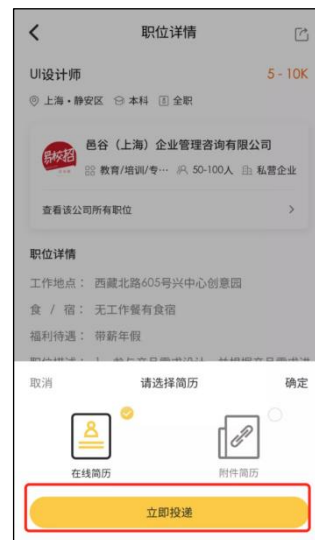 职位详情
UI设计师 5 - 10K
上海·静安区 本科 全职
易校招
邑谷（上海）企业管理咨询有限公司
教育/培训/专… 50-100人 私营企业
查看该公司所有职位
职位详情
工作地点： 西藏北路605号兴中心创意园
食 / 宿： 无工作餐有食宿
福利待遇： 带薪年假
取消 请选择简历 确定
在线简历 附件简历
立即投递